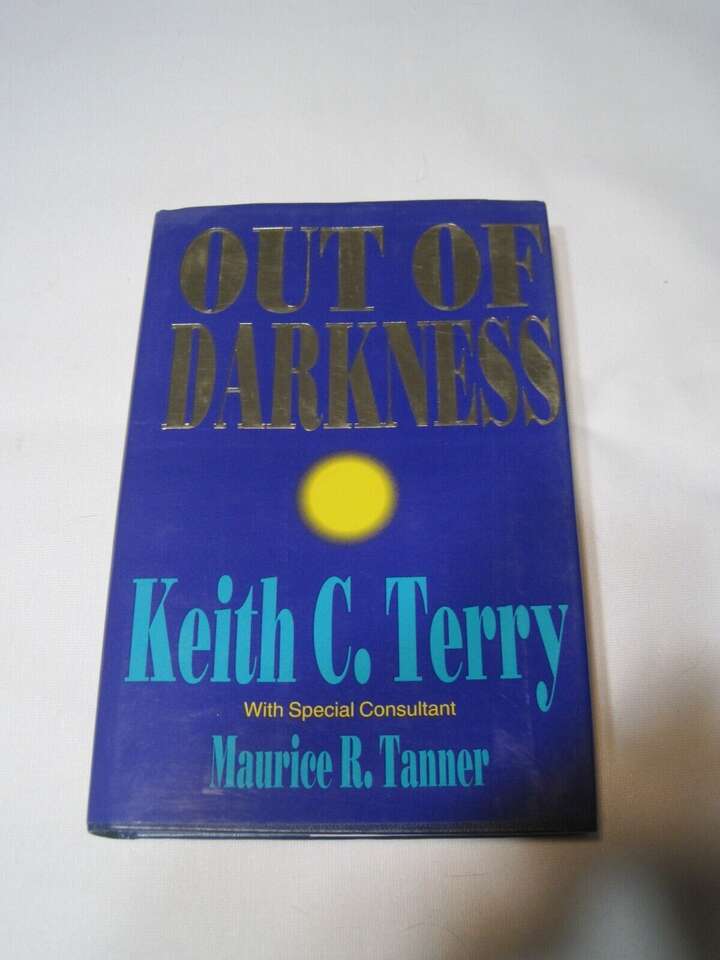 OUT OF
DARKNESS
Keith C. Terry
With Special Consultant
Maurice R. Tanner